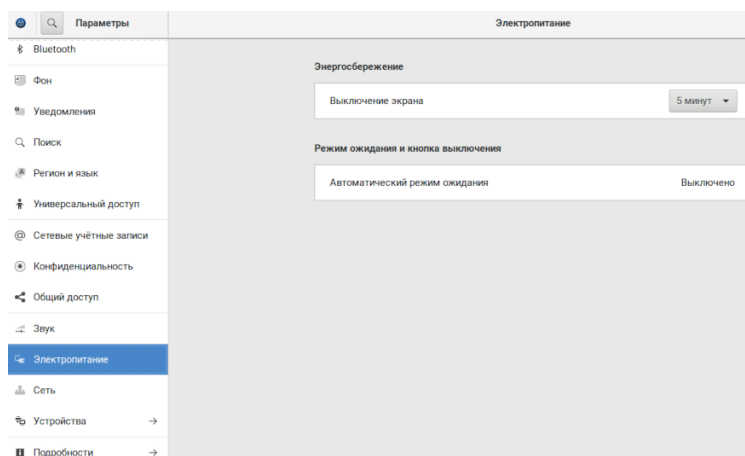 Параметры
Электропитание
Bluetooth
Фон
Уведомления
Поиск
Регион и язык
Универсальный доступ
Сетевые учётные записи
Конфиденциальность
Общий доступ
Звук
Электропитание
Сеть
Устройства
Подробности
Энергосбережение
Выключение экрана 5 минут
Режим ожидания и кнопка выключения
Автоматический режим ожидания Выключено